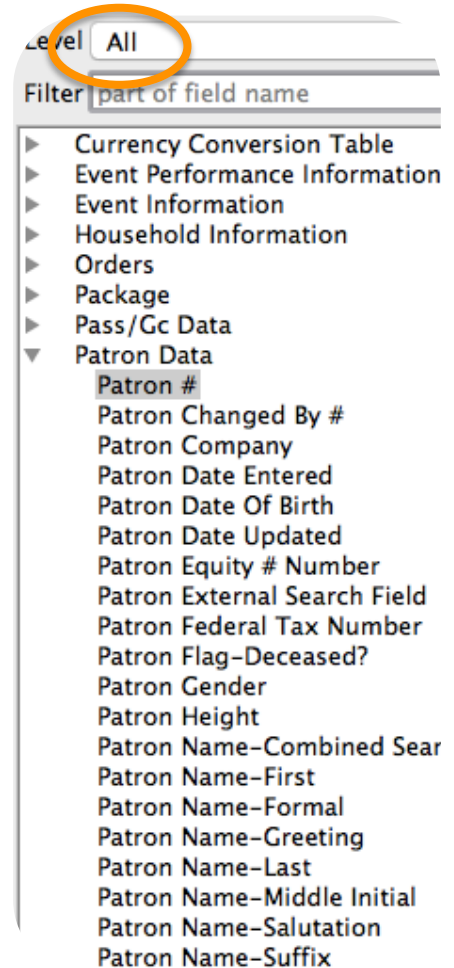 Level All
Filter part of field name
Currency Conversion Table
Event Performance Information
Event Information
Household Information
Orders
Package
Pass/Gc Data
Patron Data
Patron #
Patron Changed By #
Patron Company
Patron Date Entered
Patron Date Of Birth
Patron Date Updated
Patron Equity # Number
Patron External Search Field
Patron Federal Tax Number
Patron Flag-Deceased?
Patron Gender
Patron Height
Patron Name-Combined Sear
Patron Name-First
Patron Name-Formal
Patron Name-Greeting
Patron Name-Last
Patron Name-Middle Initial
Patron Name-Salutation
Patron Name-Suffix